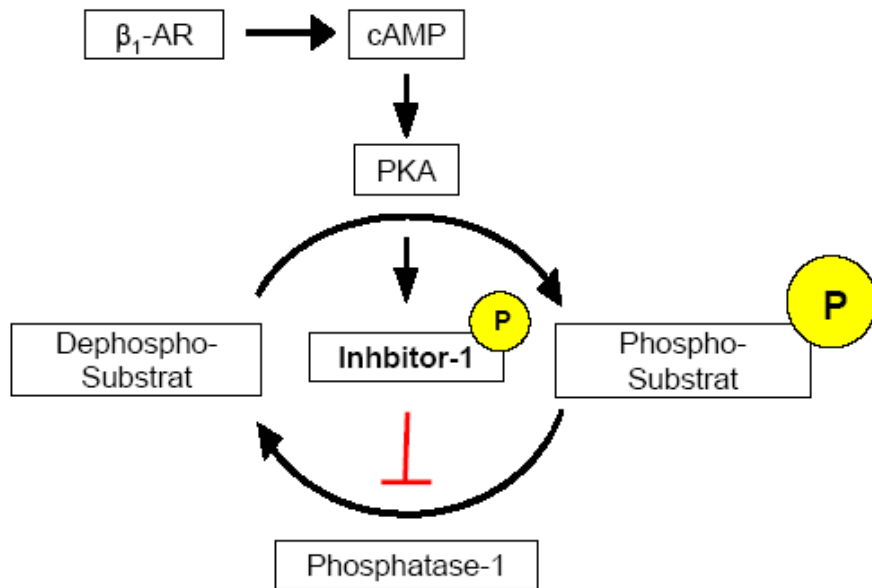 β₁-AR
cAMP
PKA
Dephospho-
Substrat
Inhbitor-1
P
Phospho-
Substrat
P
Phosphatase-1